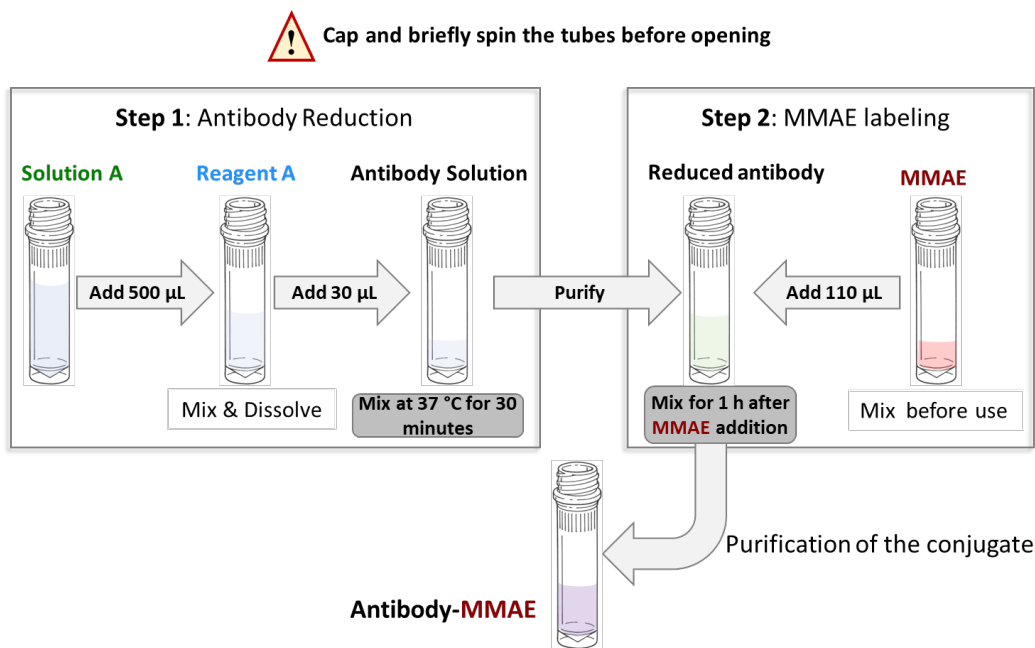 !
Cap and briefly spin the tubes before opening
Step 1: Antibody Reduction
Solution A
Reagent A
Antibody Solution
Add 500 µL
Add 30 µL
Mix & Dissolve
Mix at 37 °C for 30
minutes
Purify
Step 2: MMAE labeling
Reduced antibody
MMAE
Add 110 µL
Mix for 1 h after
MMAE addition
Mix before use
Purification of the conjugate
Antibody-MMAE